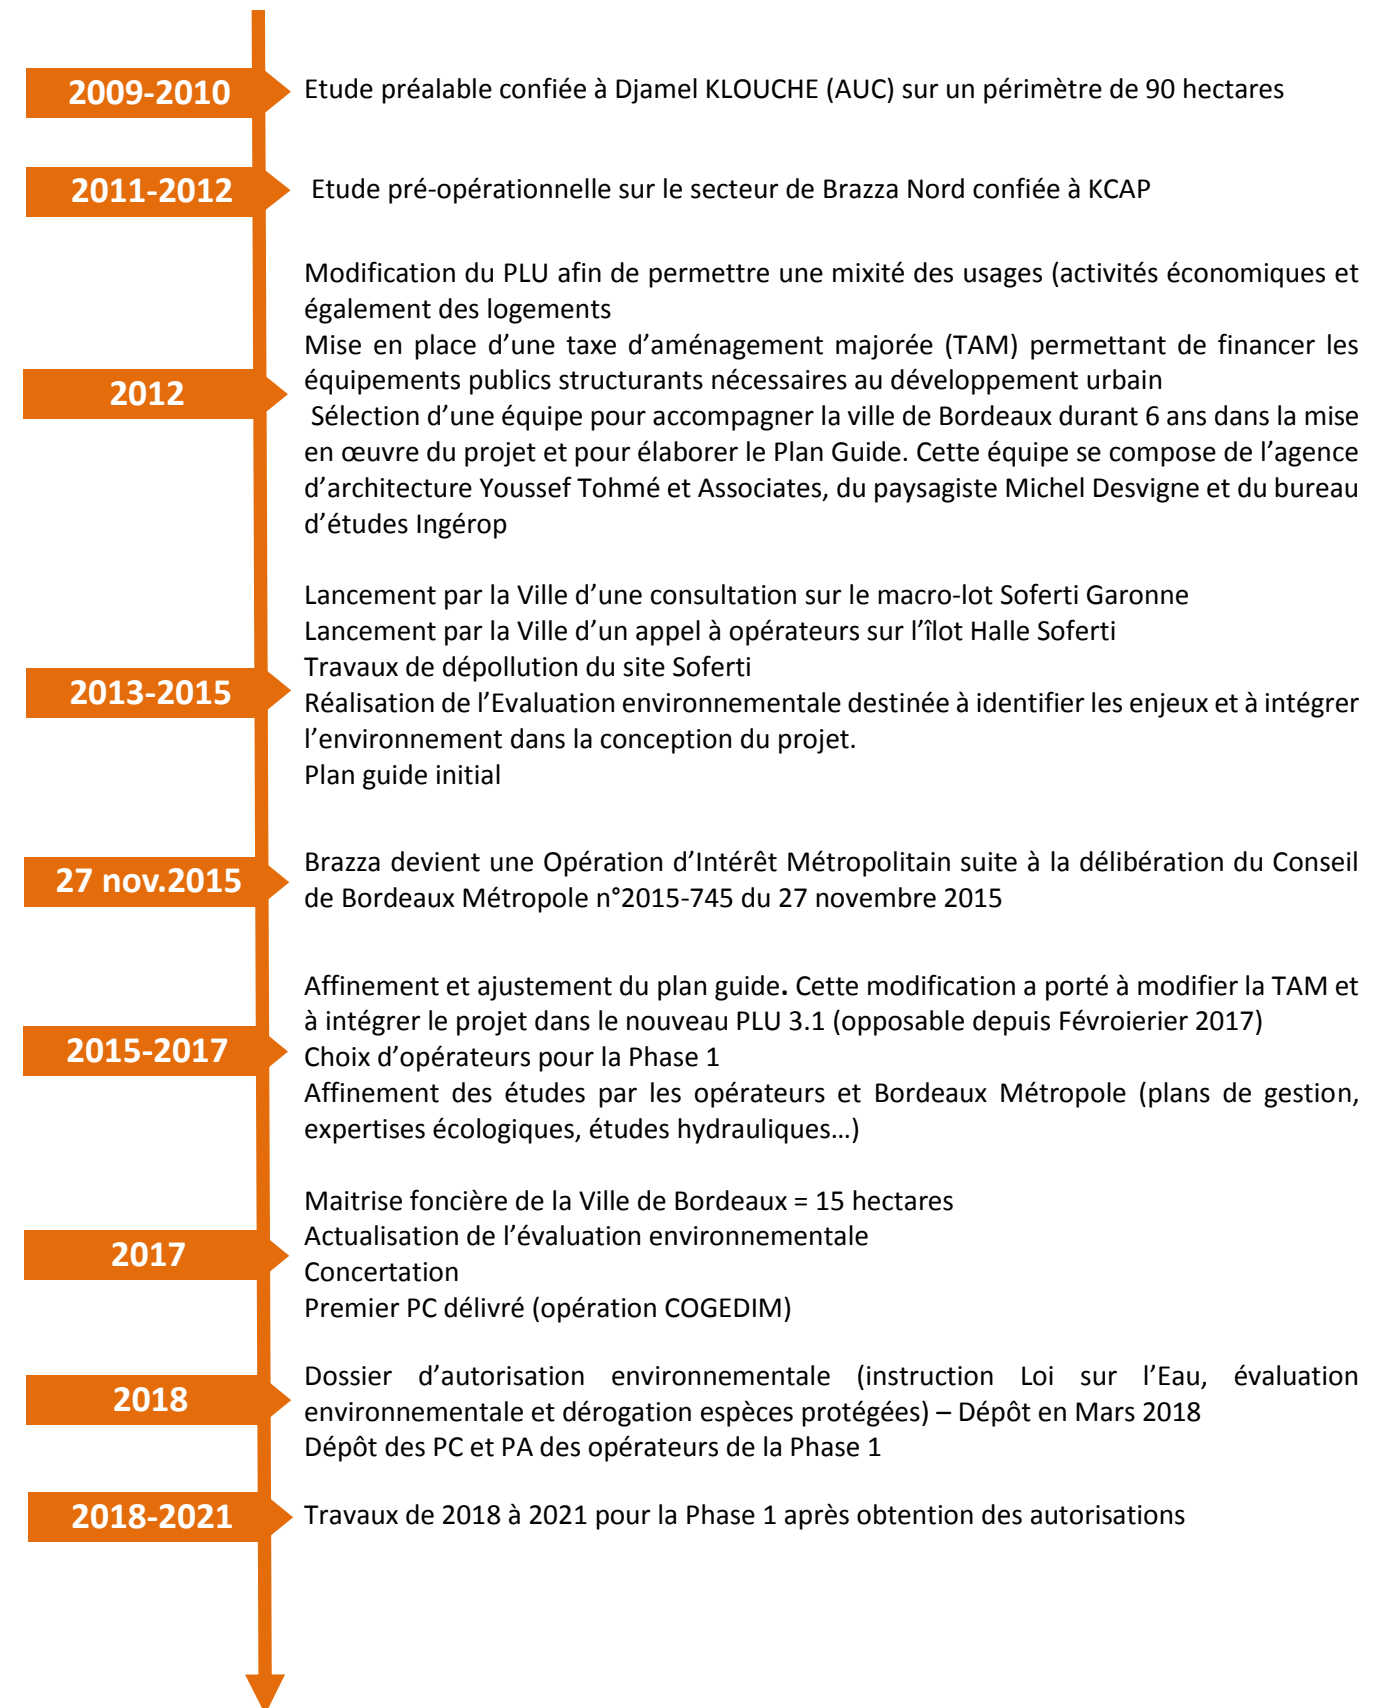 2009-2010
Etude préalable confiée à Djamel KLOUCHE (AUC) sur un périmètre de 90 hectares
2011-2012
Etude pré-opérationnelle sur le secteur de Brazza Nord confiée à KCAP
2012
Modification du PLU afin de permettre une mixité des usages (activités économiques et
également des logements
Mise en place d’une taxe d’aménagement majorée (TAM) permettant de financer les
équipements publics structurants nécessaires au développement urbain
Sélection d’une équipe pour accompagner la ville de Bordeaux durant 6 ans dans la mise
en œuvre du projet et pour élaborer le Plan Guide. Cette équipe se compose de l’agence
d’architecture Youssef Tohmé et Associates, du paysagiste Michel Desvigne et du bureau
d’études Ingérop
2013-2015
Lancement par la Ville d’une consultation sur le macro-lot Soferti Garonne
Lancement par la Ville d’un appel à opérateurs sur l’îlot Halle Soferti
Travaux de dépollution du site Soferti
Réalisation de l’Evaluation environnementale destinée à identifier les enjeux et à intégrer
l’environnement dans la conception du projet.
Plan guide initial
27 nov.2015
Brazza devient une Opération d’Intérêt Métropolitain suite à la délibération du Conseil
de Bordeaux Métropole n°2015-745 du 27 novembre 2015
2015-2017
Affinement et ajustement du plan guide. Cette modification a porté à modifier la TAM et
à intégrer le projet dans le nouveau PLU 3.1 (opposable depuis Févroierier 2017)
Choix d’opérateurs pour la Phase 1
Affinement des études par les opérateurs et Bordeaux Métropole (plans de gestion,
expertises écologiques, études hydrauliques…)
2017
Maitrise foncière de la Ville de Bordeaux = 15 hectares
Actualisation de l’évaluation environnementale
Concertation
Premier PC délivré (opération COGEDIM)
2018
Dossier d’autorisation environnementale (instruction Loi sur l’Eau, évaluation
environnementale et dérogation espèces protégées) – Dépôt en Mars 2018
Dépôt des PC et PA des opérateurs de la Phase 1
2018-2021
Travaux de 2018 à 2021 pour la Phase 1 après obtention des autorisations